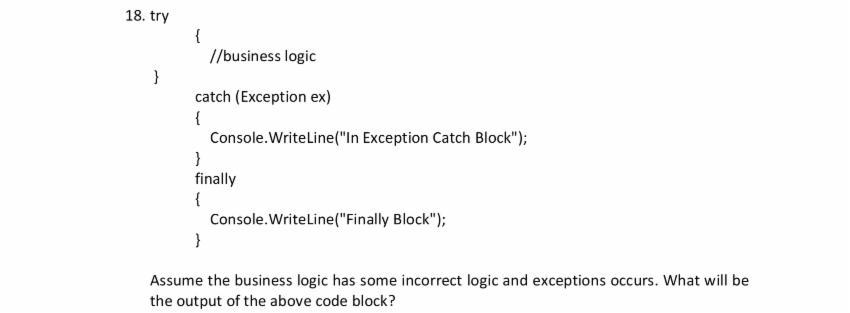 18. try
{
//business logic
}
catch (Exception ex)
{
Console.WriteLine("In Exception Catch Block");
}
finally
{
Console.WriteLine("Finally Block");
}
Assume the business logic has some incorrect logic and exceptions occurs. What will be
the output of the above code block?